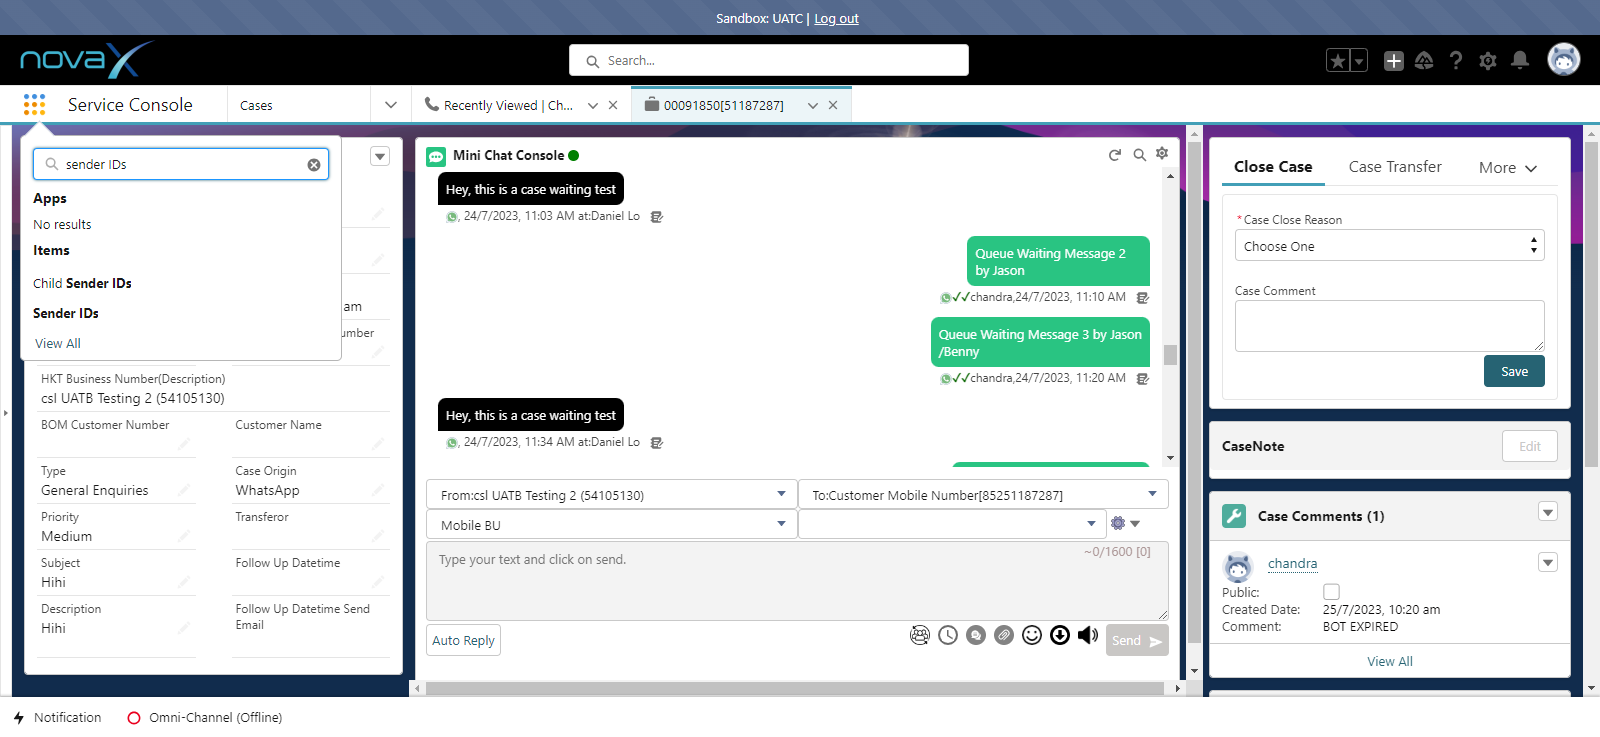 Sandbox: UATC | Log out
novaX
Search...
Service Console
Cases
Recently Viewed | Ch...
00091850[51187287]
sender IDs
Apps
No results
Items
Child Sender IDs
Sender IDs
View All
am
umber
HKT Business Number(Description)
csl UATB Testing 2 (54105130)
BOM Customer Number
Customer Name
Type
General Enquiries
Case Origin
WhatsApp
Priority
Medium
Transferor
Subject
Hihi
Follow Up Datetime
Description
Hihi
Follow Up Datetime Send
Email
Mini Chat Console
Hey, this is a case waiting test
, 24/7/2023, 11:03 AM at:Daniel Lo
Queue Waiting Message 2
by Jason
chandra,24/7/2023, 11:10 AM
Queue Waiting Message 3 by Jason
/Benny
chandra,24/7/2023, 11:20 AM
Hey, this is a case waiting test
, 24/7/2023, 11:34 AM at:Daniel Lo
From:csl UATB Testing 2 (54105130)
To:Customer Mobile Number[85251187287]
Mobile BU
Type your text and click on send.
~0/1600 [0]
Auto Reply
Send
Close Case
Case Transfer
More
*Case Close Reason
Choose One
Case Comment
Save
CaseNote
Edit
Case Comments (1)
chandra
Public:
Created Date: 25/7/2023, 10:20 am
Comment: BOT EXPIRED
View All
Notification
Omni-Channel (Offline)